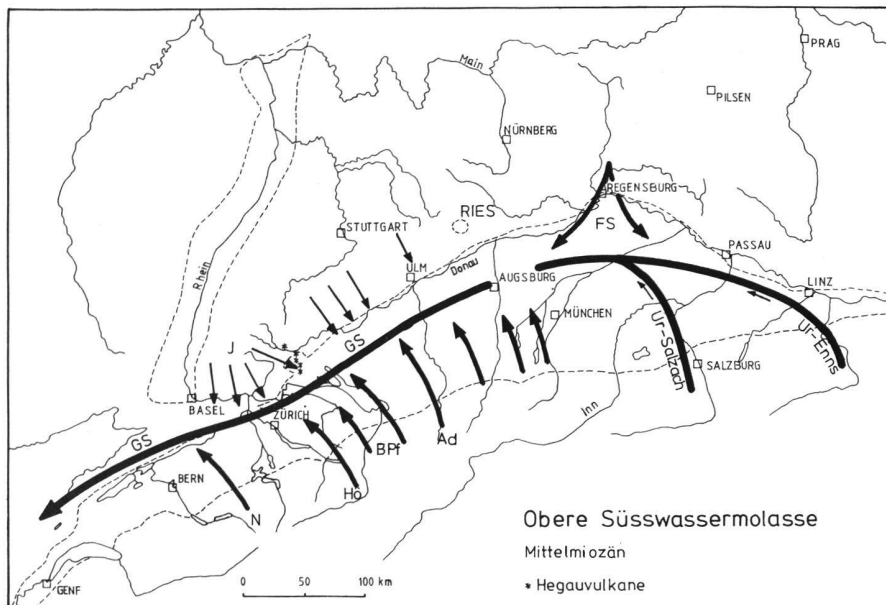 PRAG
Main
PILSEN
NÜRNBERG
REGENSBURG
RIES
STUTTGART
FS
Rhein
ULM
Donau
PASSAU
AUGSBURG
LINZ
MÜNCHEN
Ur-Salzach
Ur-Enns
J
GS
SALZBURG
BASEL
ZÜRICH
Inn
GS
BPf
Ad
BERN
Hö
N
Obere Süsswassermolasse
Mittelmiozän
* Hegauvulkane
GENF
0 50 100 km